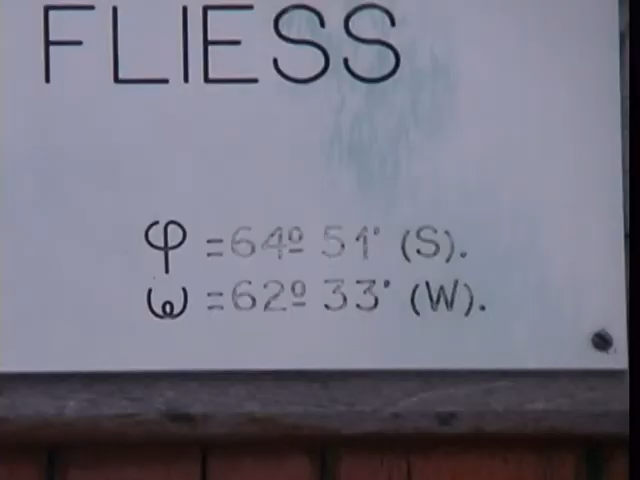 FLIESS
φ =64º 51' (S).
ω =62º 33' (W).